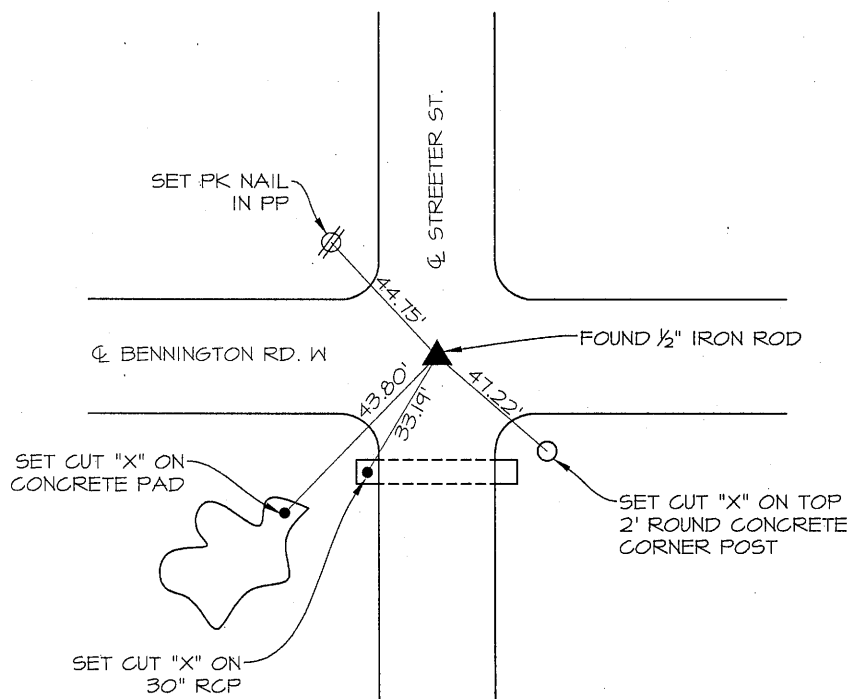 ℄ STREETER ST.
SET PK NAIL
IN PP
44.75'
FOUND ½" IRON ROD
℄ BENNINGTON RD. W
47.22'
43.80'
33.19'
SET CUT "X" ON
CONCRETE PAD
SET CUT "X" ON TOP
2' ROUND CONCRETE
CORNER POST
SET CUT "X" ON
30" RCP